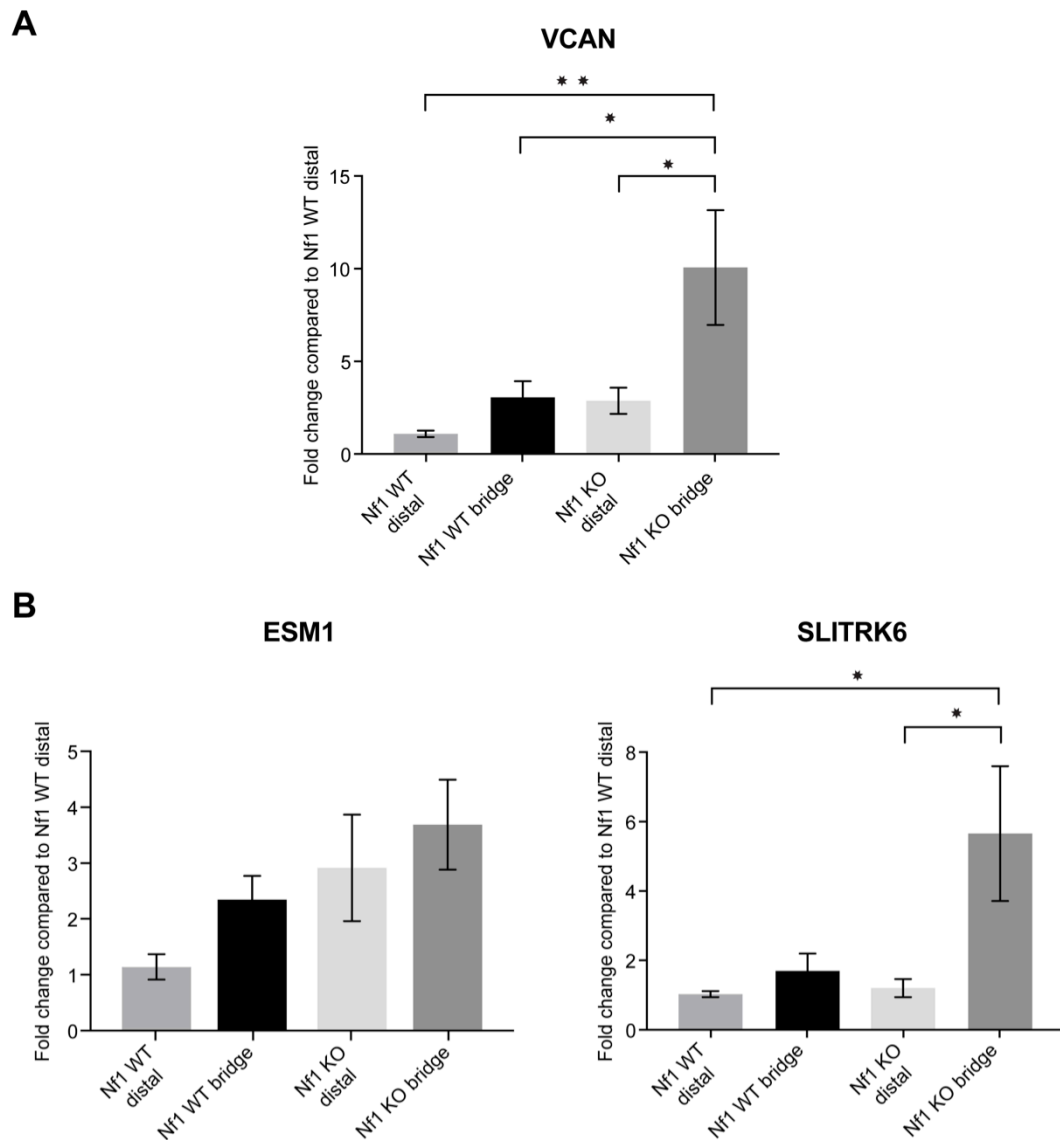 A
VCAN
* *
*
*
Fold change compared to Nf1 WT distal
15
10
5
0
Nf1 WT
distal
Nf1 WT bridge
Nf1 KO
distal
Nf1 KO bridge
B
ESM1
Fold change compared to Nf1 WT distal
5
4
3
2
1
0
Nf1 WT
distal
Nf1 WT bridge
Nf1 KO
distal
Nf1 KO bridge
SLITRK6
*
*
Fold change compared to Nf1 WT distal
8
6
4
2
0
Nf1 WT
distal
Nf1 WT bridge
Nf1 KO
distal
Nf1 KO bridge